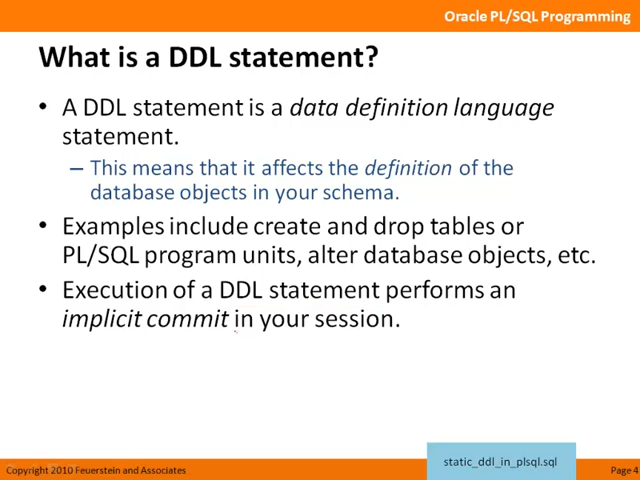 Oracle PL/SQL Programming
What is a DDL statement?
• A DDL statement is a data definition language
statement.
– This means that it affects the definition of the
database objects in your schema.
• Examples include create and drop tables or
PL/SQL program units, alter database objects, etc.
• Execution of a DDL statement performs an
implicit commit in your session.
static_ddl_in_plsql.sql
Copyright 2010 Feuerstein and Associates
Page 4